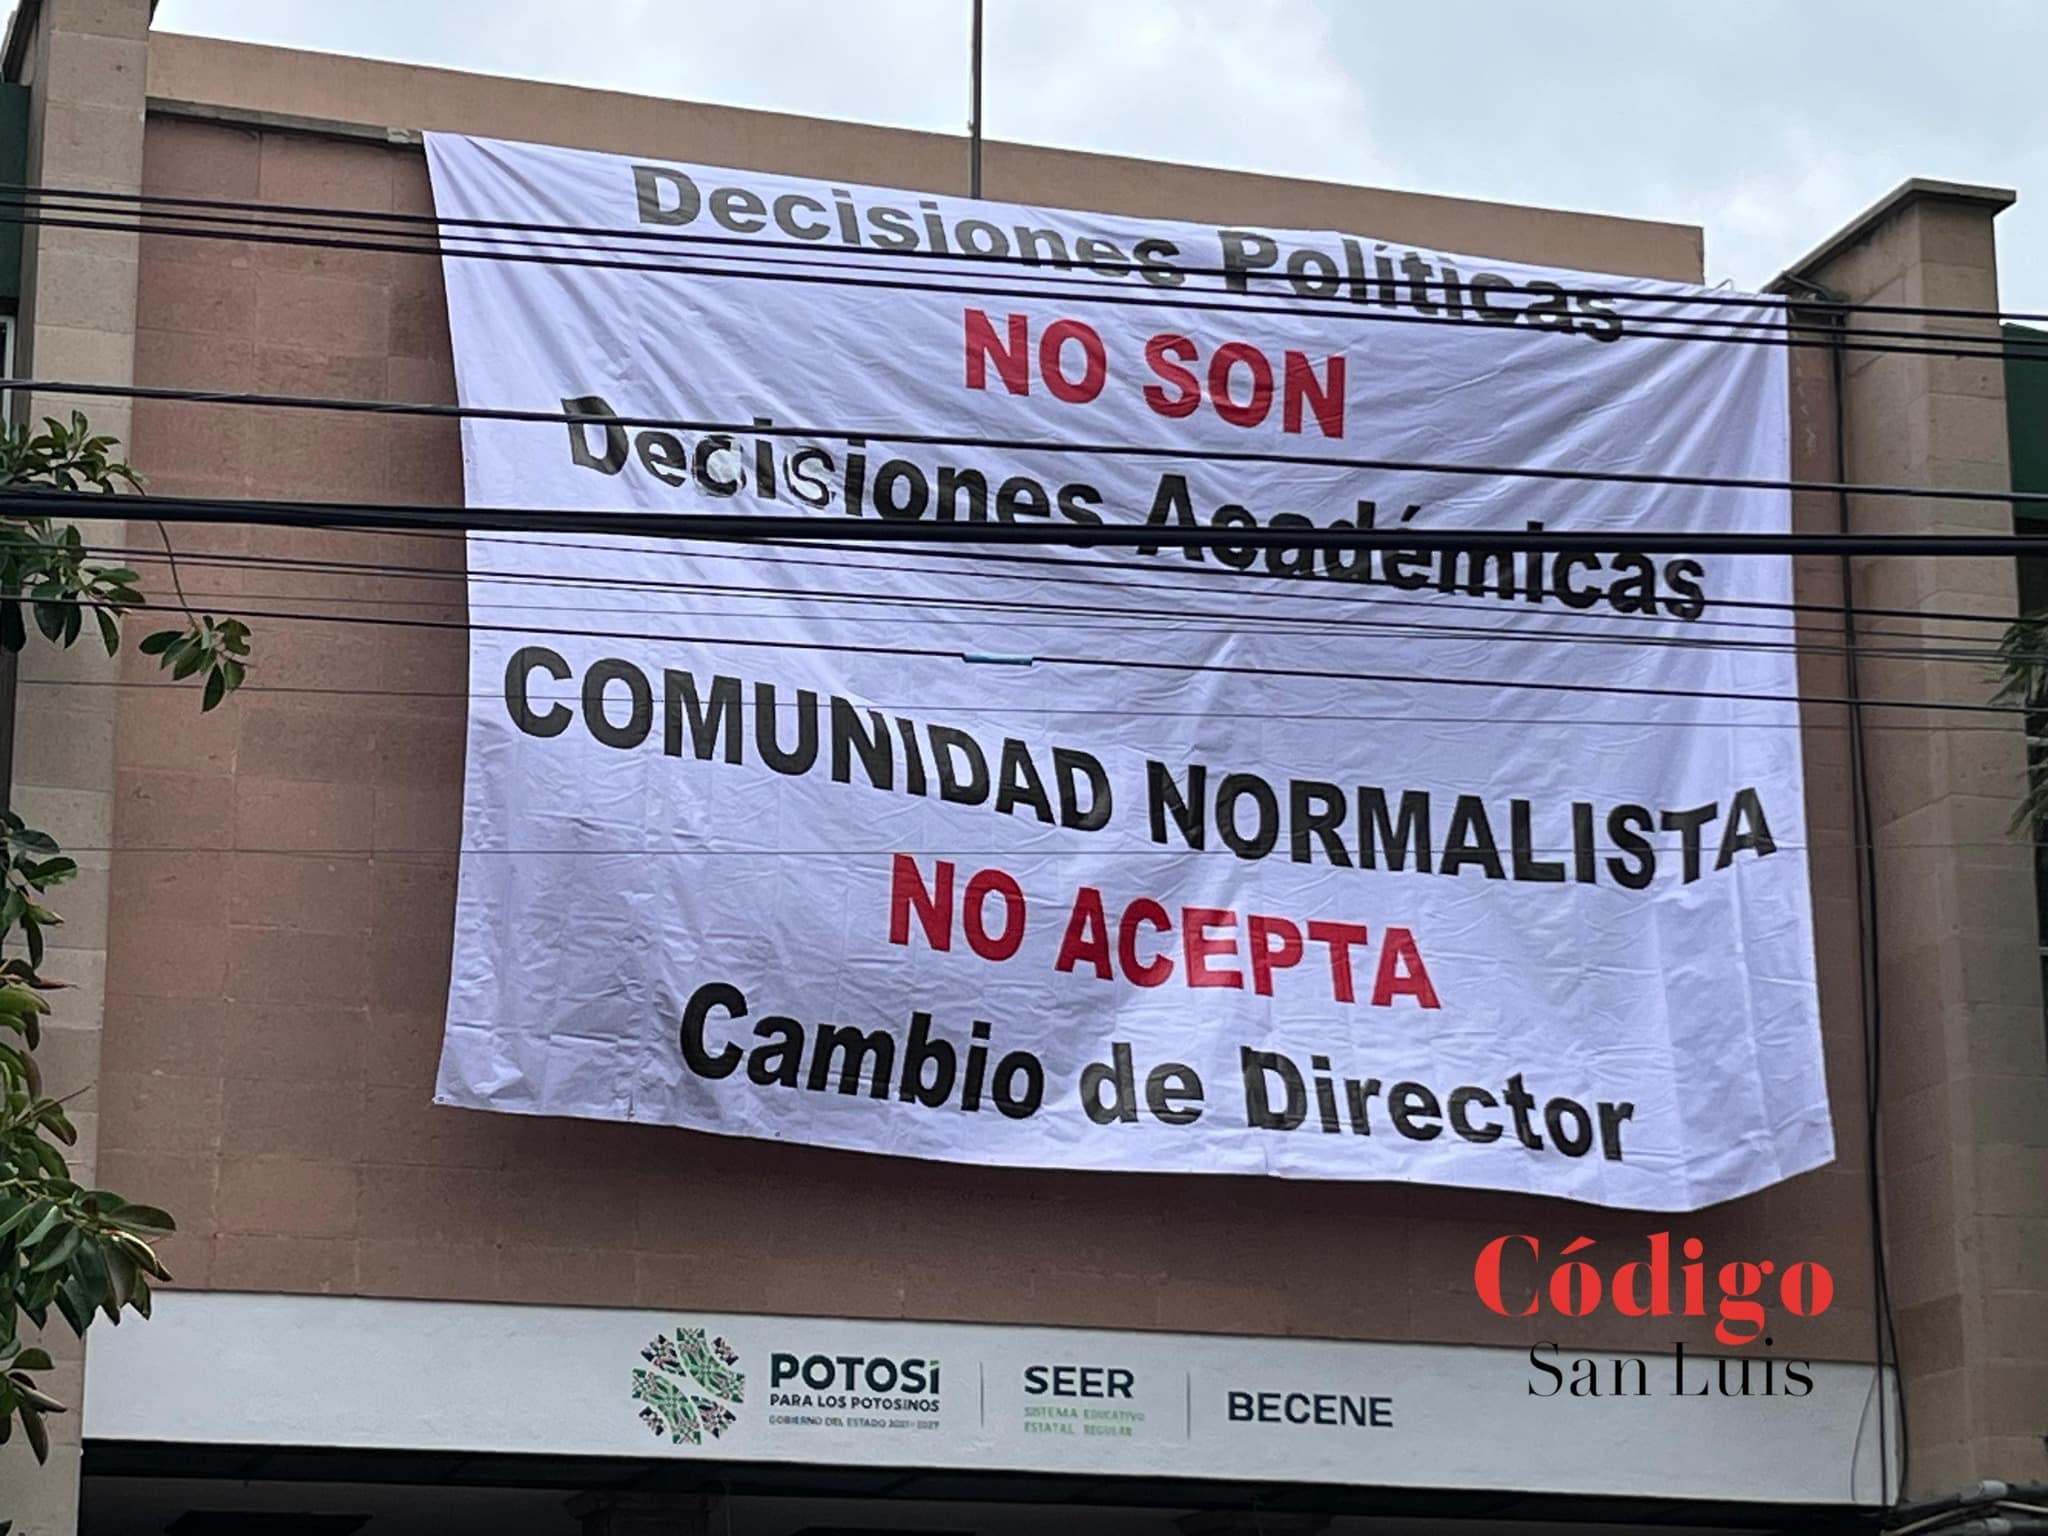 Decisiones Políticas
NO SON
Decisiones Académicas
COMUNIDAD NORMALISTA
NO ACEPTA
Cambio de Director
Código
San Luis
POTOSÍ
PARA LOS POTOSINOS
GOBIERNO DEL ESTADO 2021-2027
SEER
SISTEMA EDUCATIVO
ESTATAL REGULAR
BECENE